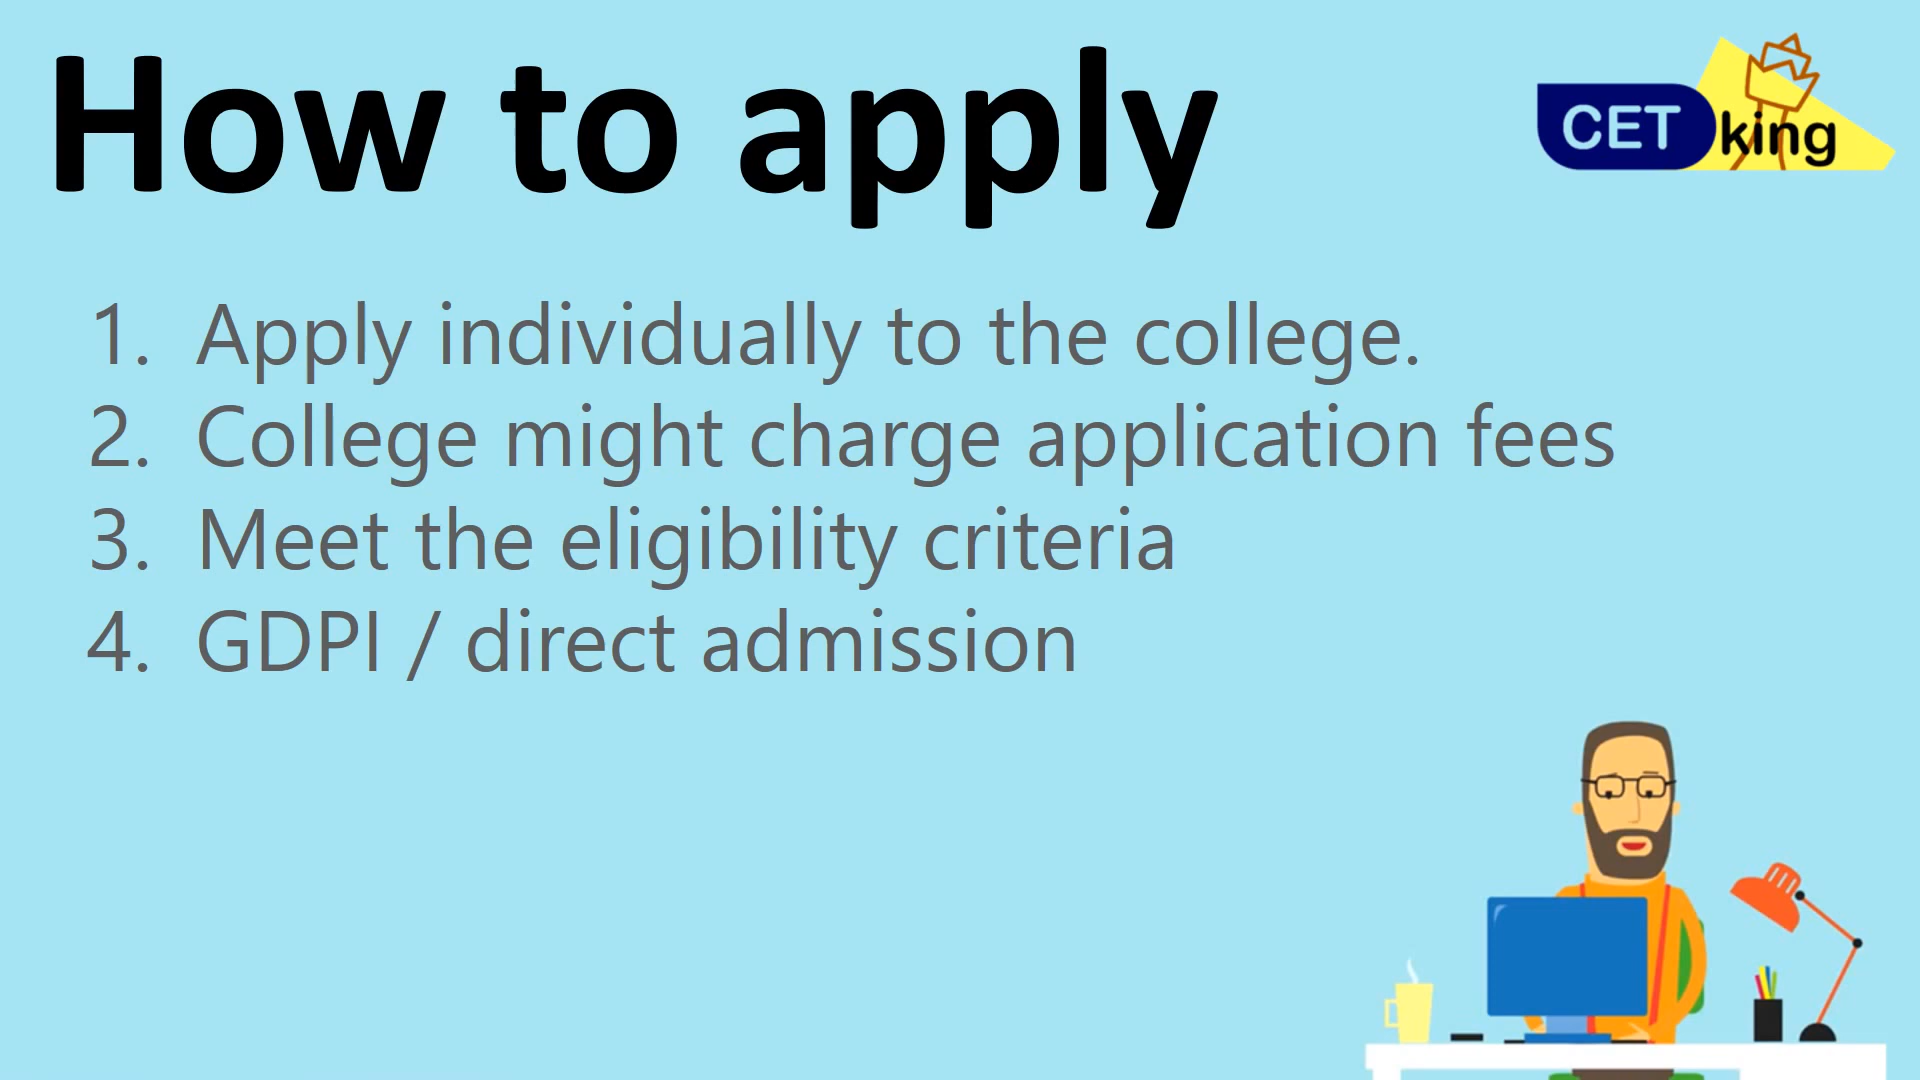 How to apply
CET king
1. Apply individually to the college.
2. College might charge application fees
3. Meet the eligibility criteria
4. GDPI / direct admission